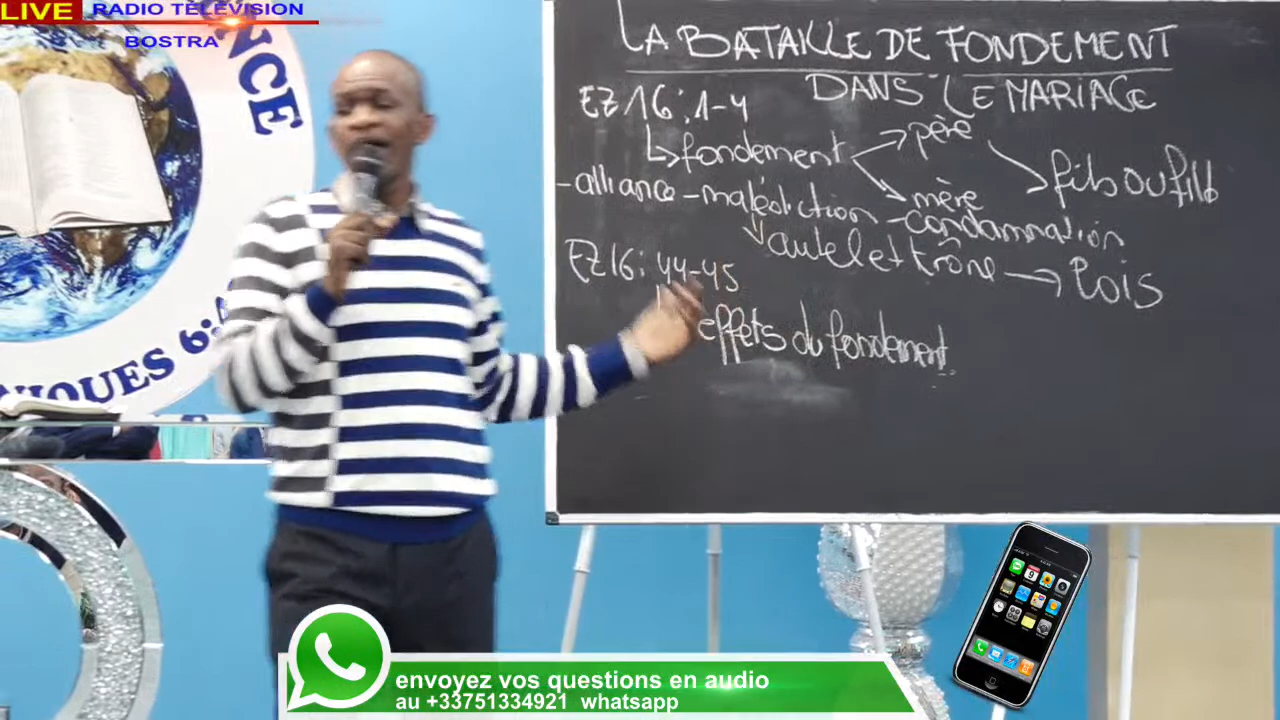 LIVE RADIO TÉLÉVISION
BOSTRA
NCE
NIQUES 6:
LA BATAILLE DE FONDEMENT
DANS LE MARIAGE
EZ 16 : 1-4
fondement
père
mère
fils ou fille
-alliance -malédiction -condamnation
autel et trône → lois
EZ 16 : 44-45
effets du fondement
envoyez vos questions en audio
au +33751334921 whatsapp